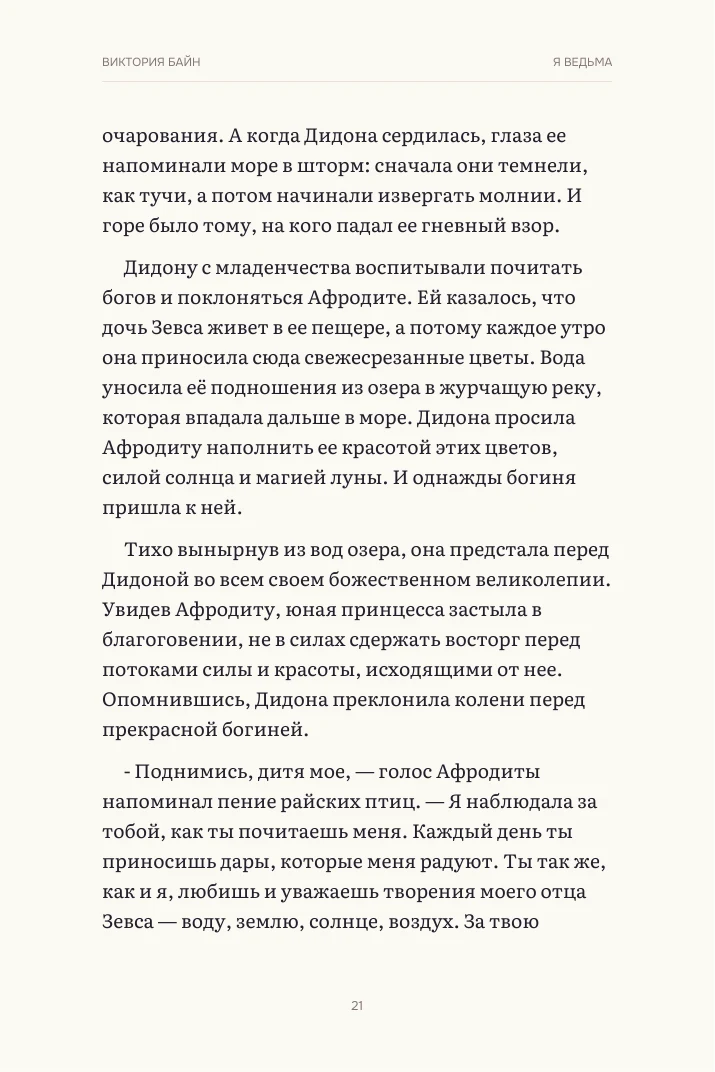 ВИКТОРИЯ БАЙН
Я ВЕДЬМА
очарования. А когда Дидона сердилась, глаза ее
напоминали море в шторм: сначала они темнели,
как тучи, а потом начинали извергать молнии. И
горе было тому, на кого падал ее гневный взор.
Дидону с младенчества воспитывали почитать
богов и поклоняться Афродите. Ей казалось, что
дочь Зевса живет в ее пещере, а потому каждое утро
она приносила сюда свежесрезанные цветы. Вода
уносила её подношения из озера в журчащую реку,
которая впадала дальше в море. Дидона просила
Афродиту наполнить ее красотой этих цветов,
силой солнца и магией луны. И однажды богиня
пришла к ней.
Тихо вынырнув из вод озера, она предстала перед
Дидоной во всем своем божественном великолепии.
Увидев Афродиту, юная принцесса застыла в
благоговении, не в силах сдержать восторг перед
потоками силы и красоты, исходящими от нее.
Опомнившись, Дидона преклонила колени перед
прекрасной богиней.
- Поднимись, дитя мое, — голос Афродиты
напоминал пение райских птиц. — Я наблюдала за
тобой, как ты почитаешь меня. Каждый день ты
приносишь дары, которые меня радуют. Ты так же,
как и я, любишь и уважаешь творения моего отца
Зевса — воду, землю, солнце, воздух. За твою
21